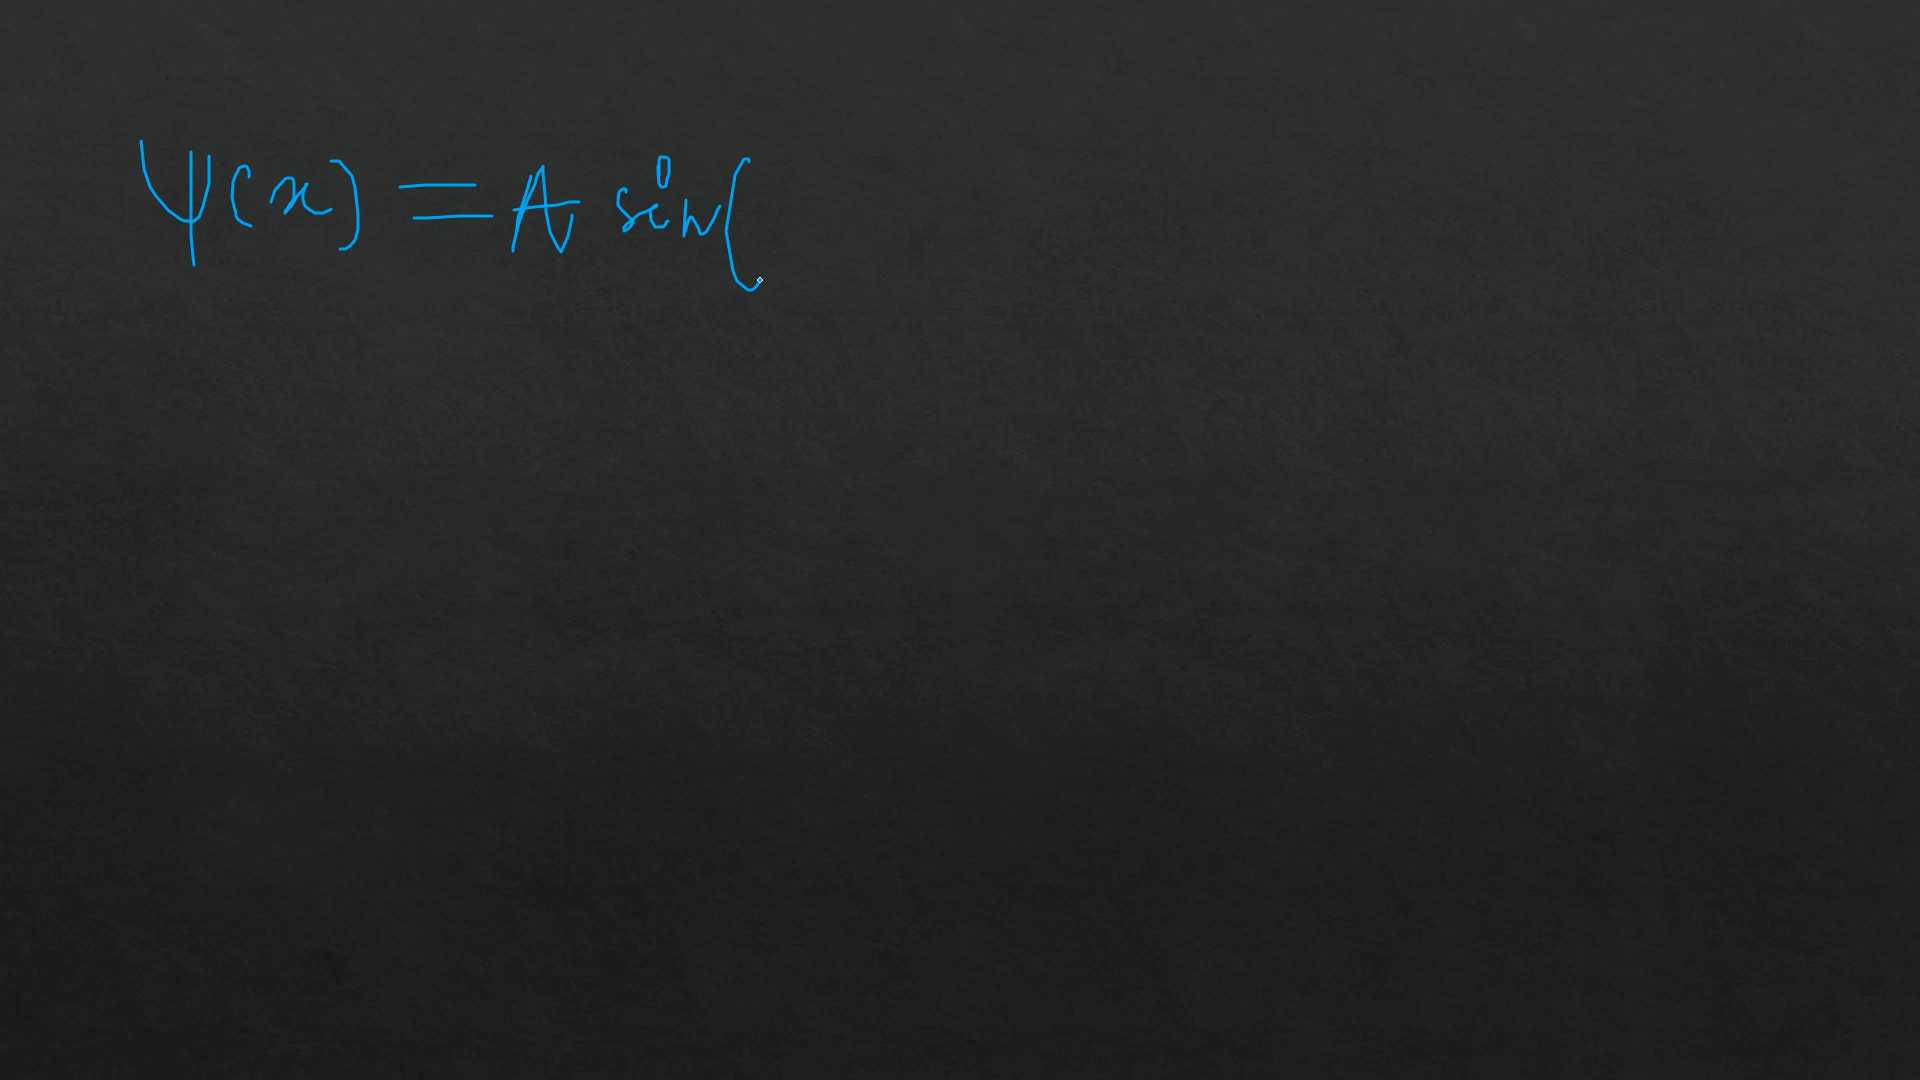 ψ(x) = A sin(